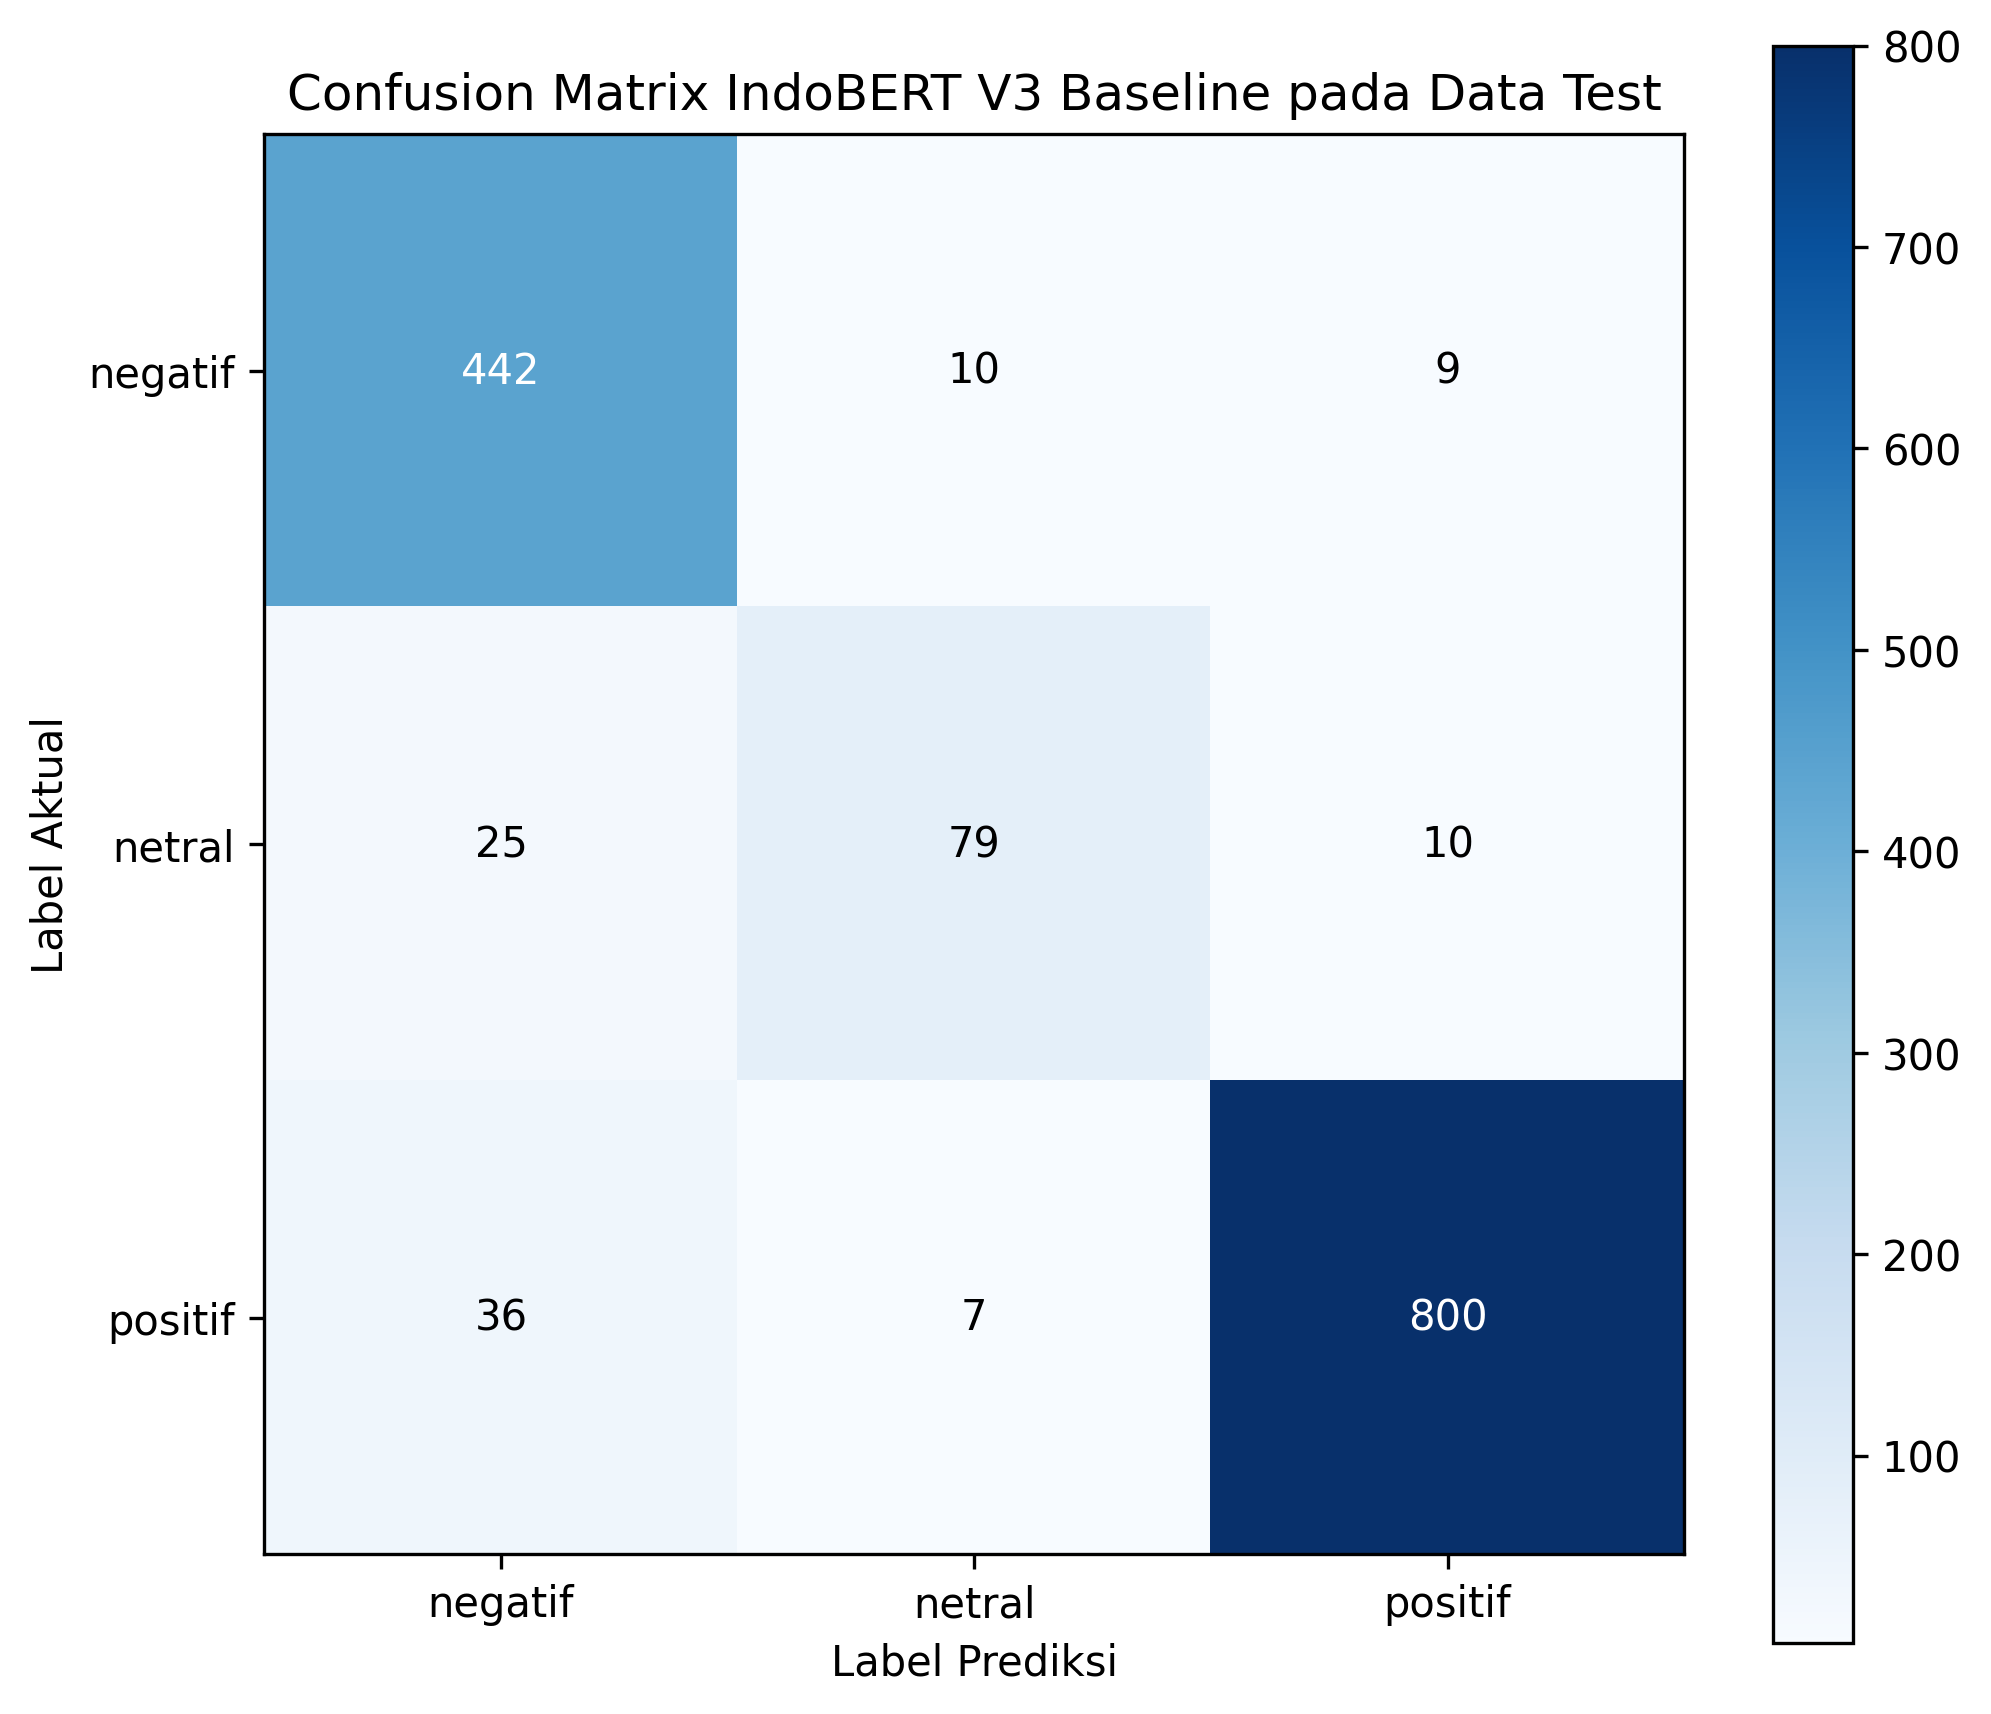 Confusion Matrix IndoBERT V3 Baseline pada Data Test
Label Aktual
negatif 442 10 9
netral 25 79 10
positif 36 7 800
negatif netral positif
Label Prediksi
800
700
600
500
400
300
200
100